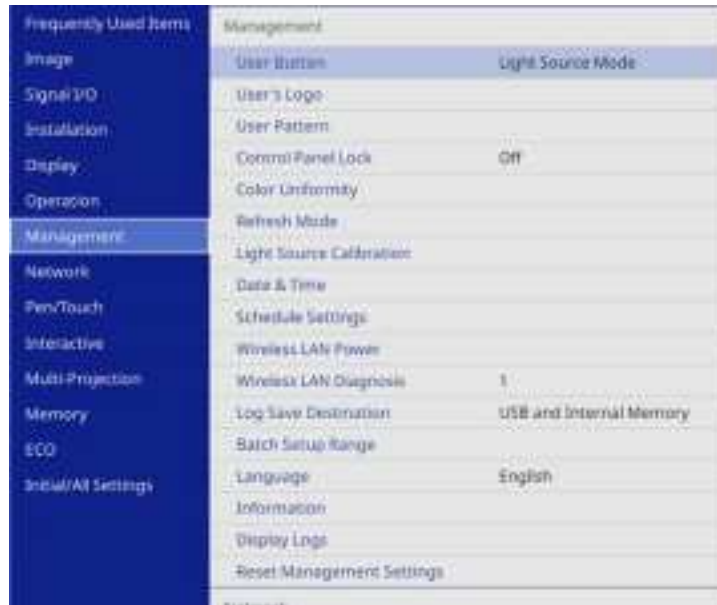 Frequently Used Items
Image
Signal I/O
Installation
Display
Operation
Management
Network
Pen/Touch
Interactive
Multi-Projection
Memory
ECO
Initial/All Settings
Management
User Button Light Source Mode
User's Logo
User Pattern
Control Panel Lock Off
Color Uniformity
Refresh Mode
Light Source Calibration
Date & Time
Schedule Settings
Wireless LAN Power
Wireless LAN Diagnosis 1
Log Save Destination USB and Internal Memory
Batch Setup Range
Language English
Information
Display Logs
Reset Management Settings